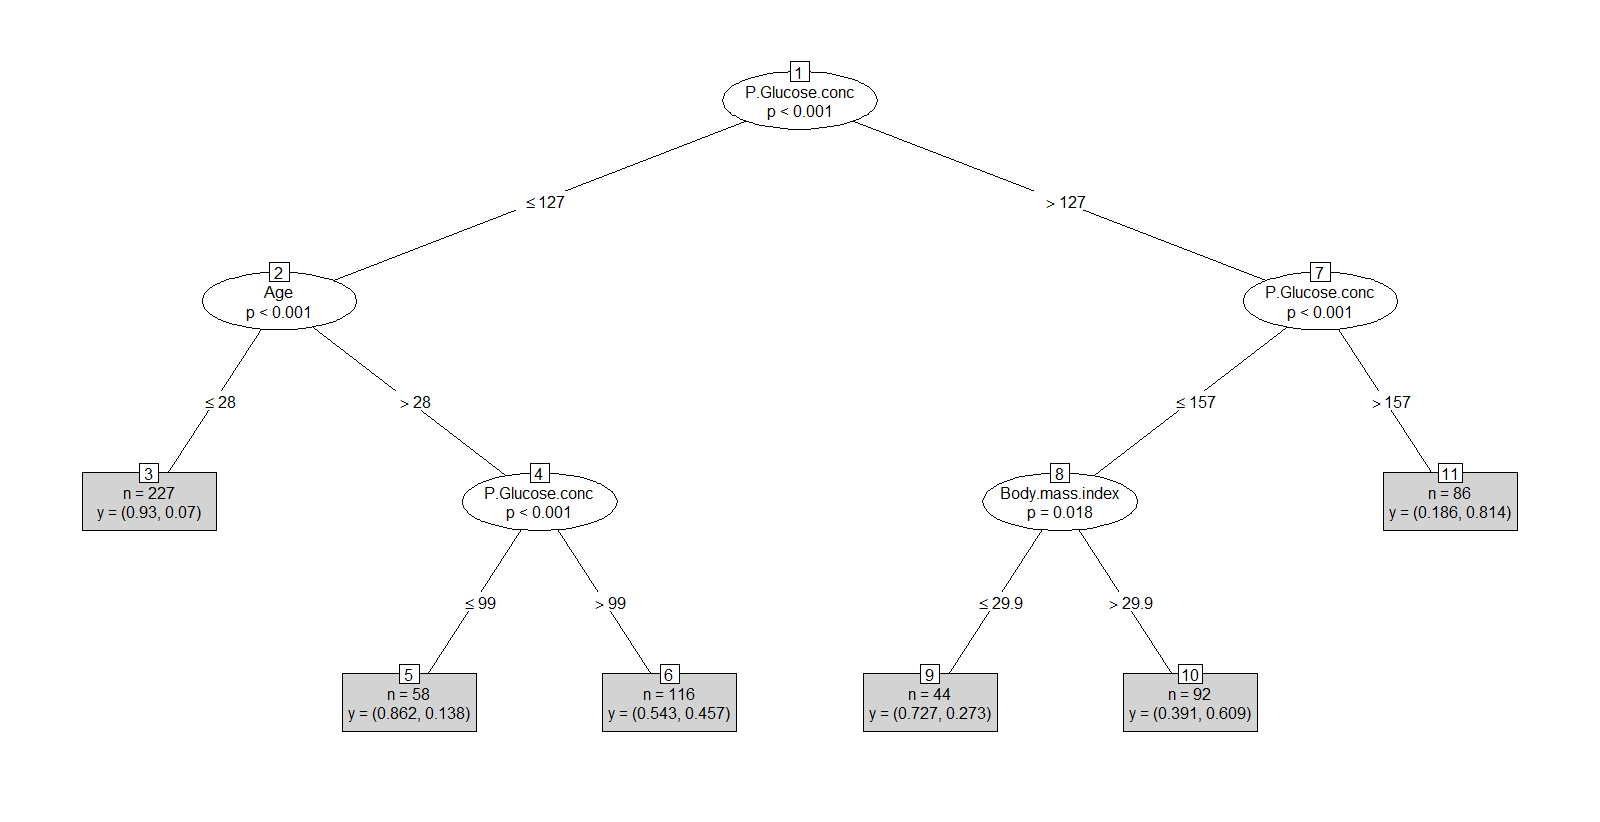 1
P.Glucose.conc
p < 0.001
≤ 127
> 127
2
Age
p < 0.001
7
P.Glucose.conc
p < 0.001
≤ 28
> 28
≤ 157
> 157
3
n = 227
y = (0.93, 0.07)
4
P.Glucose.conc
p < 0.001
8
Body.mass.index
p = 0.018
11
n = 86
y = (0.186, 0.814)
≤ 99
> 99
≤ 29.9
> 29.9
5
n = 58
y = (0.862, 0.138)
6
n = 116
y = (0.543, 0.457)
9
n = 44
y = (0.727, 0.273)
10
n = 92
y = (0.391, 0.609)